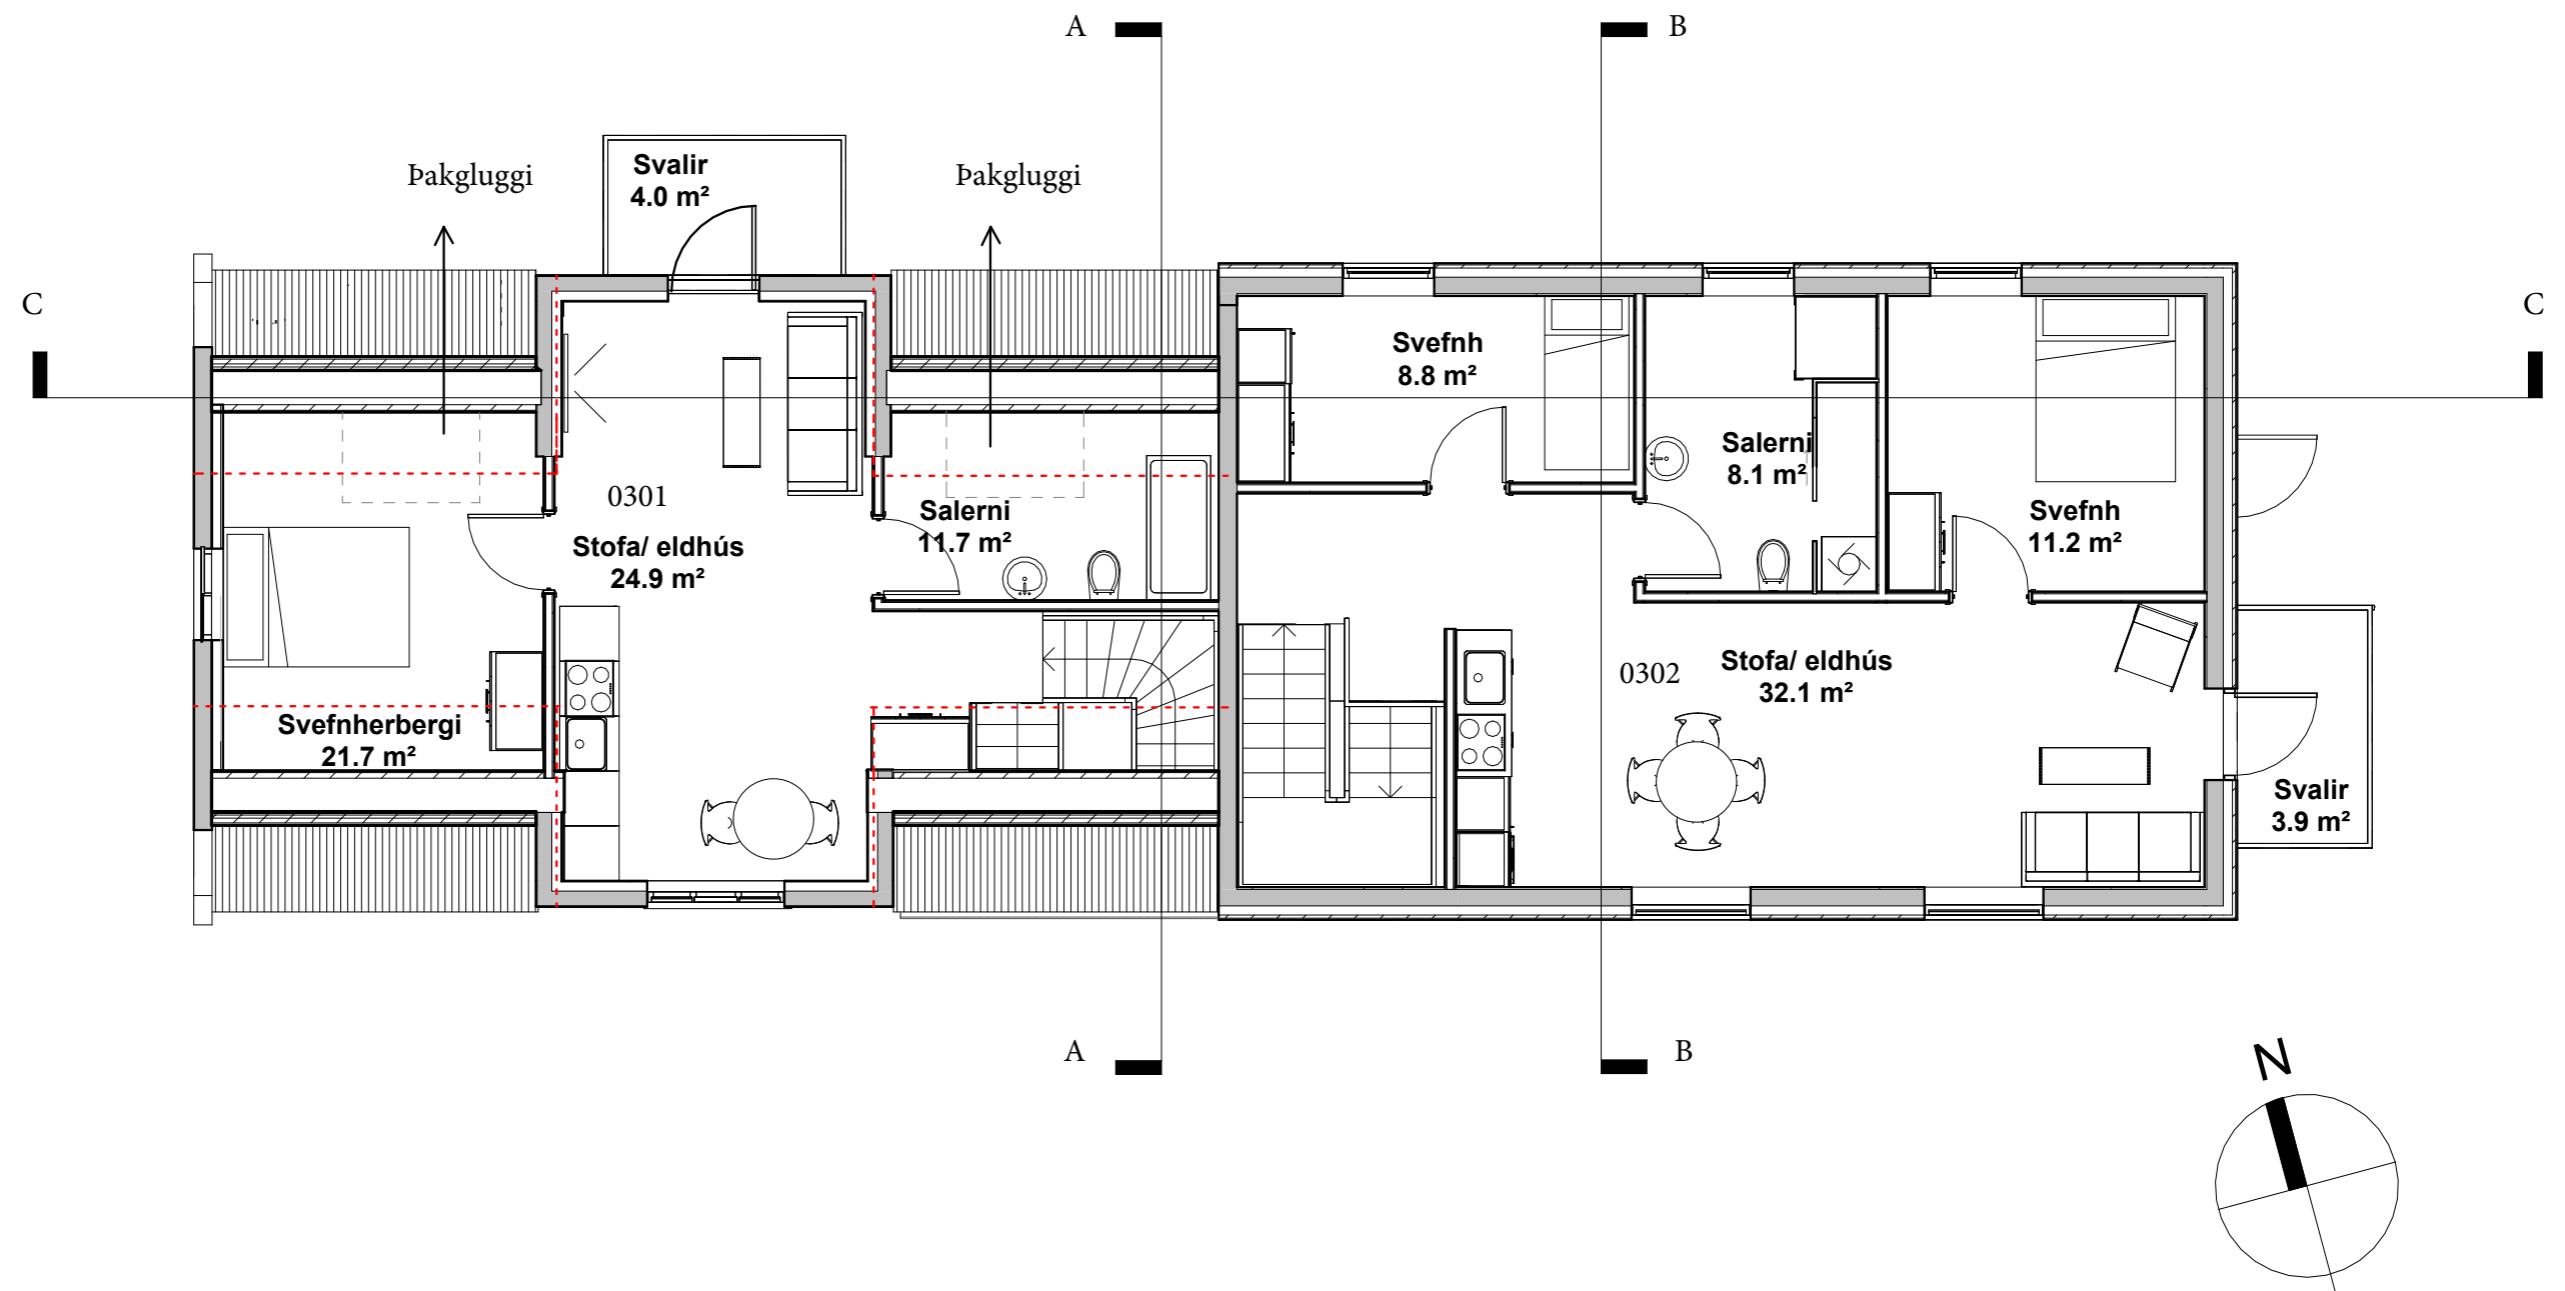 A
B
Þakgluggi
Svalir
4.0 m²
Þakgluggi
C
C
Svefnh
8.8 m²
Salerni
8.1 m²
0301
Salerni
11.7 m²
Svefnh
11.2 m²
Stofa/ eldhús
24.9 m²
0302
Stofa/ eldhús
32.1 m²
Svefnherbergi
21.7 m²
Svalir
3.9 m²
A
B
N